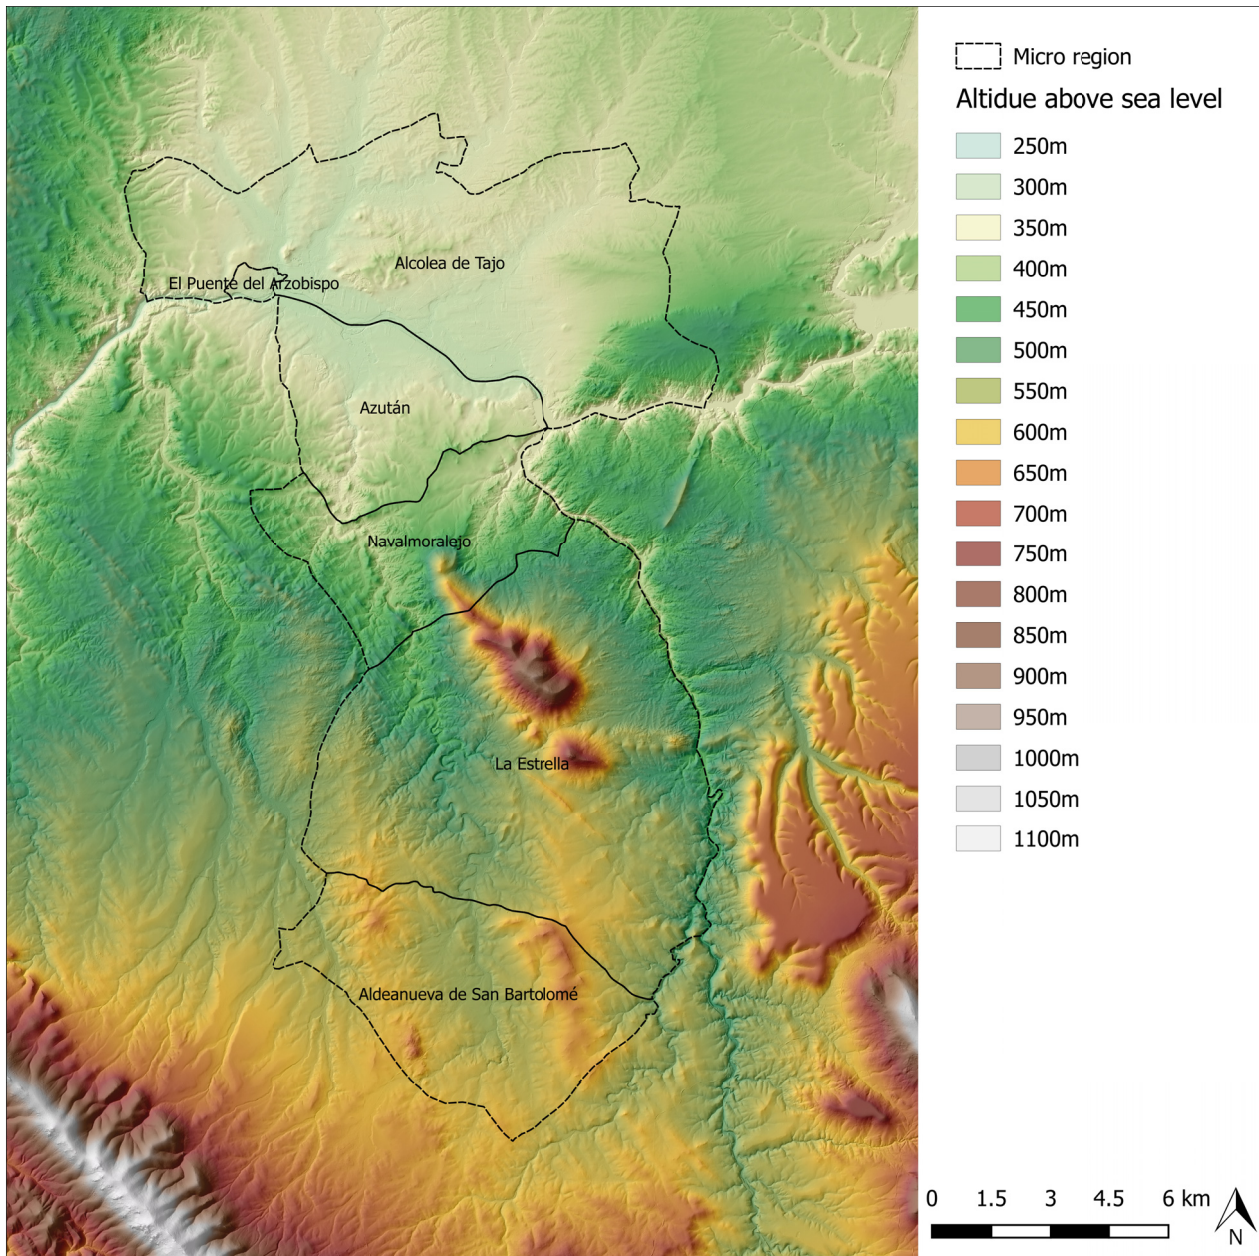 Micro region
Altidue above sea level
250m
300m
350m
400m
450m
500m
550m
600m
650m
700m
750m
800m
850m
900m
950m
1000m
1050m
1100m
Alcolea de Tajo
El Puente del Arzobispo
Azután
Navalmoralejo
La Estrella
Aldeanueva de San Bartolomé
0 1.5 3 4.5 6 km
N